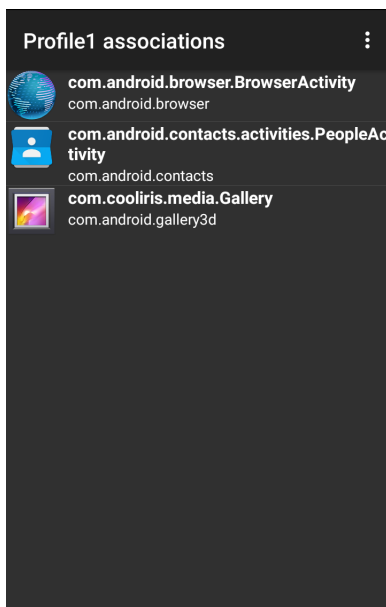 Profile1 associations
com.android.browser.BrowserActivity
com.android.browser
com.android.contacts.activities.PeopleAc
tivity
com.android.contacts
com.cooliris.media.Gallery
com.android.gallery3d